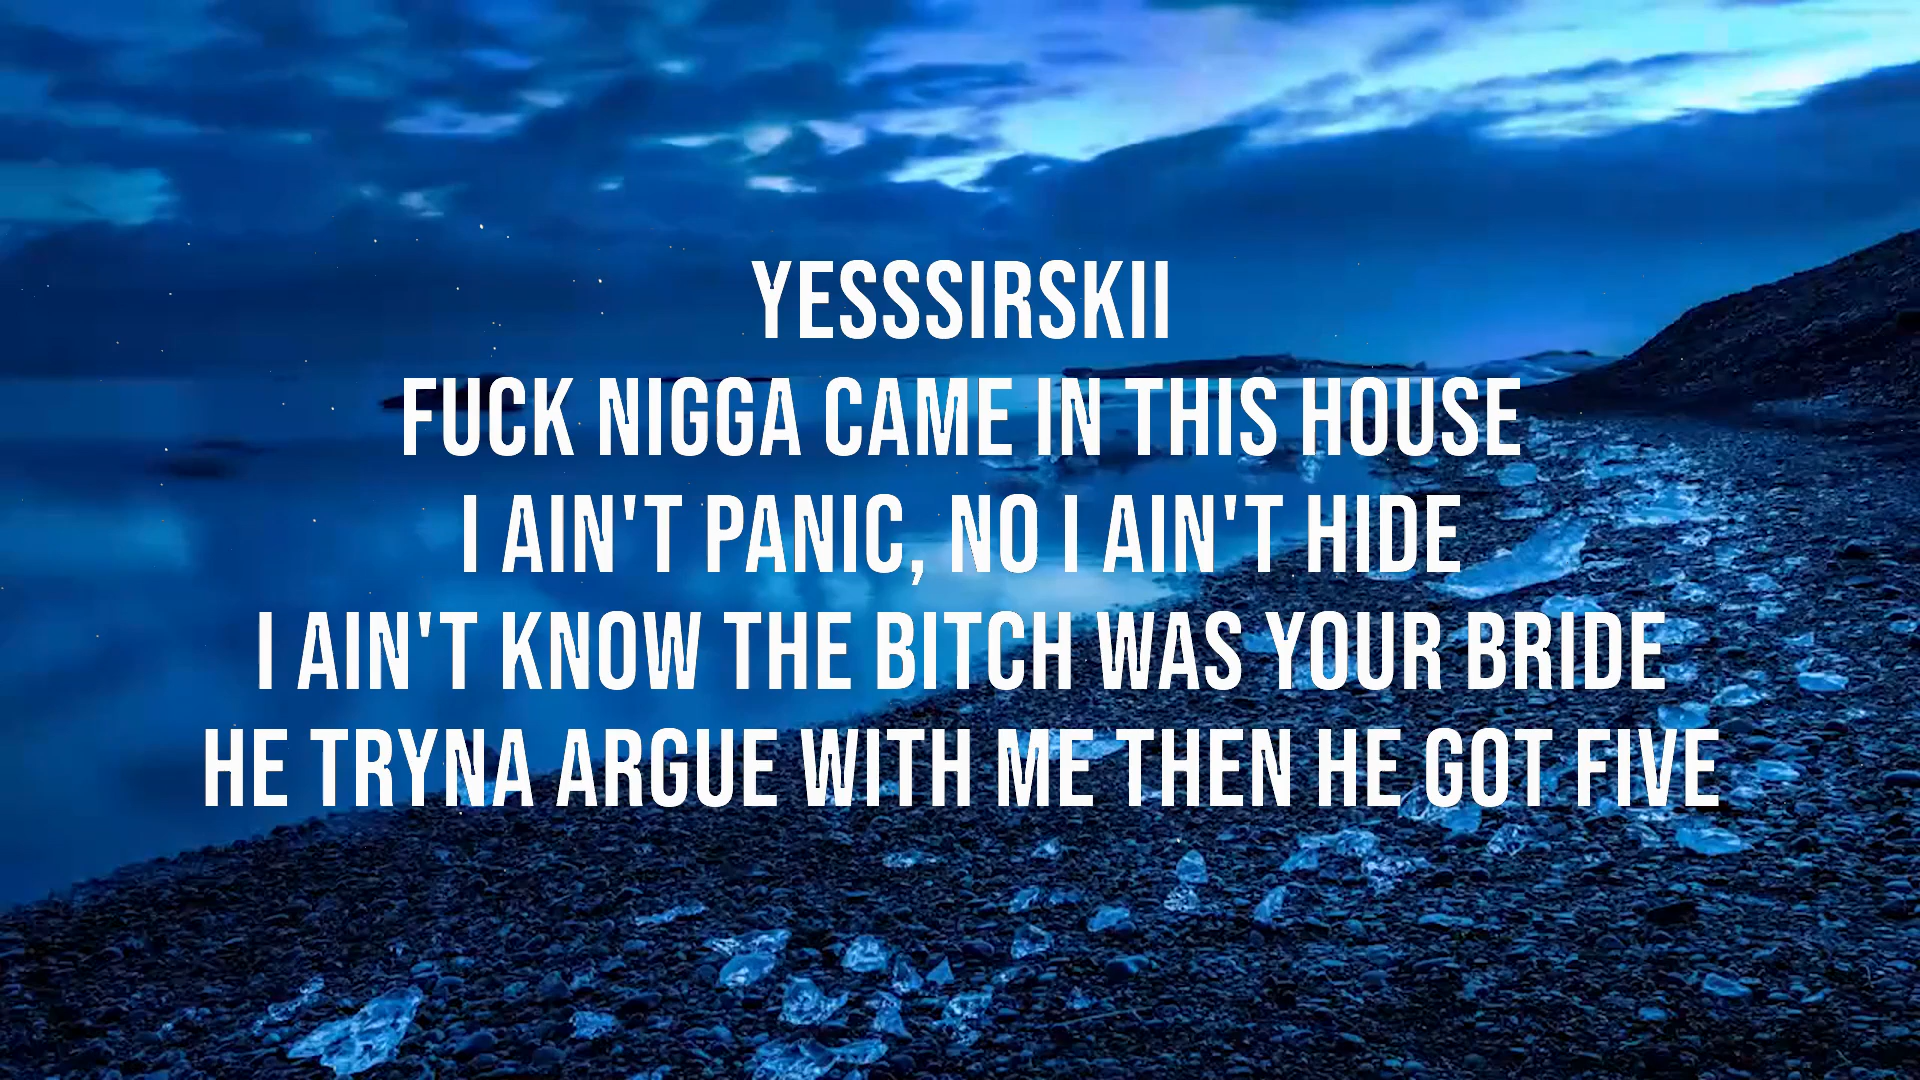 YESSSIRSKII
FUCK NIGGA CAME IN THIS HOUSE
I AIN'T PANIC, NO I AIN'T HIDE
I AIN'T KNOW THE BITCH WAS YOUR BRIDE
HE TRYNA ARGUE WITH ME THEN HE GOT FIVE